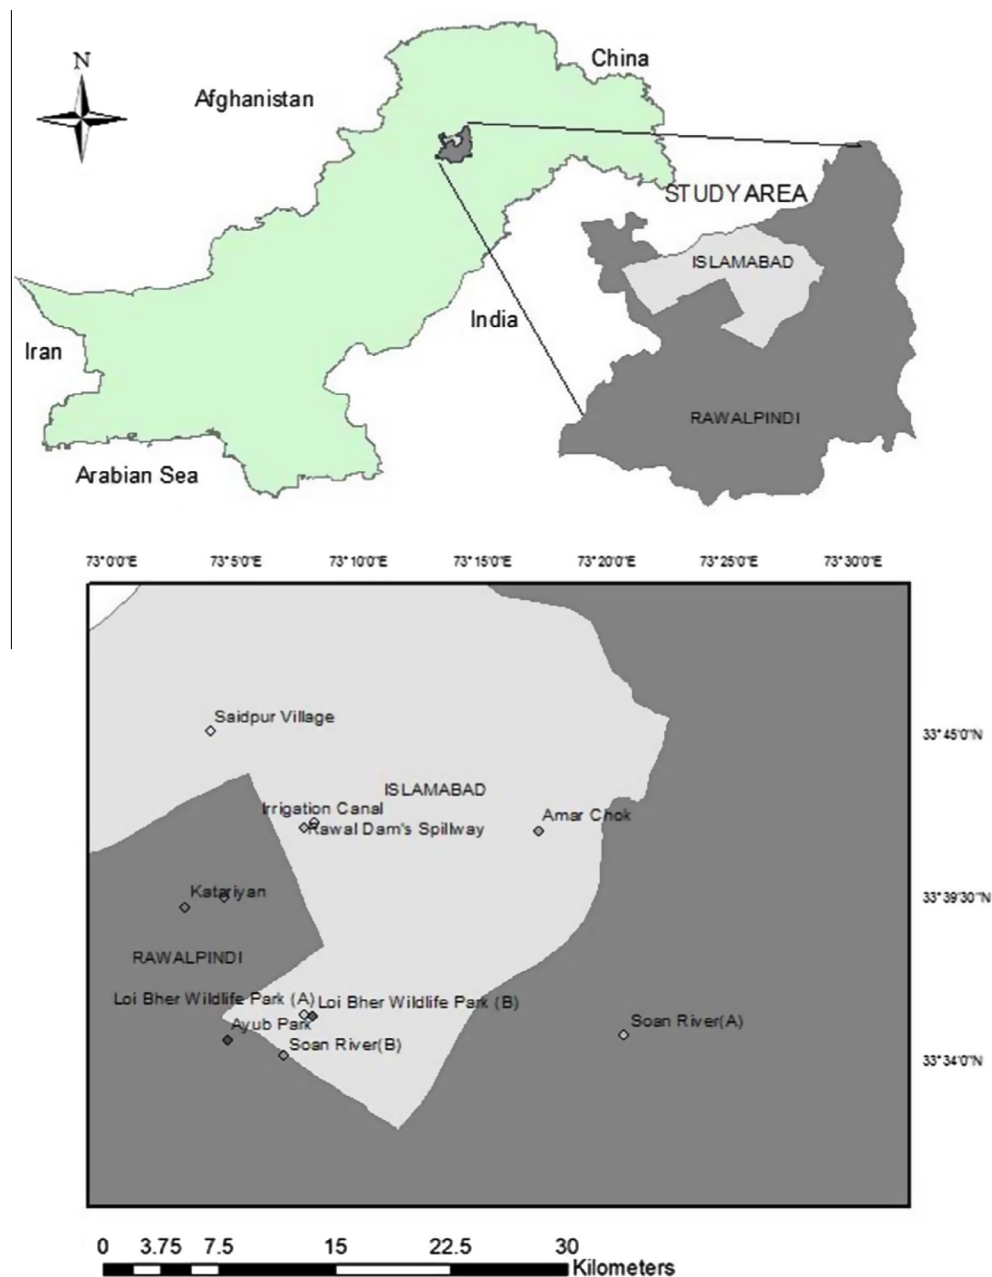 N
China
Afghanistan
STUDY AREA
ISLAMABAD
India
Iran
RAWALPINDI
Arabian Sea
73°0'0"E 73°5'0"E 73°10'0"E 73°15'0"E 73°20'0"E 73°25'0"E 73°30'0"E
Saidpur Village
33°45'0"N
ISLAMABAD
Irrigation Canal
Amar Chok
Rawal Dam's Spillway
Katariyan
33°39'30"N
RAWALPINDI
Loi Bher Wildlife Park (A)
Loi Bher Wildlife Park (B)
Ayub Park
Soan River(A)
Soan River(B)
33°34'0"N
0 3.75 7.5 15 22.5 30
Kilometers